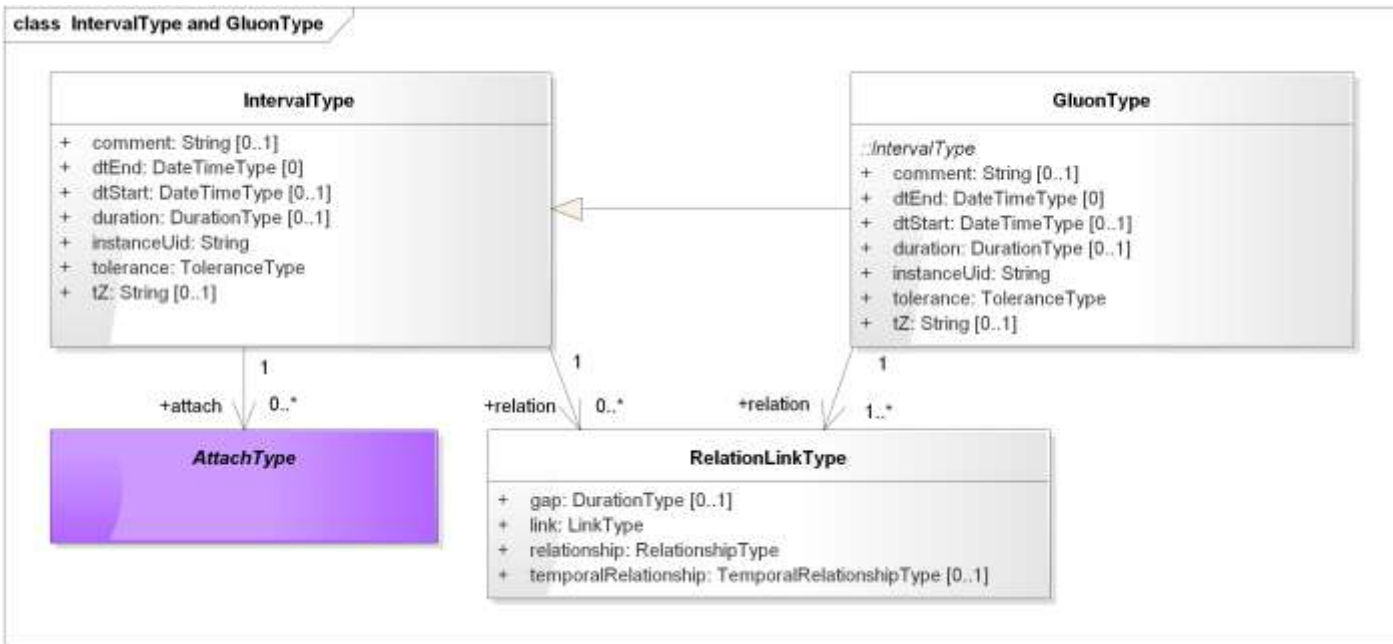 class IntervalType and GluonType
IntervalType
+ comment: String [0..1]
+ dtEnd: DateTimeType [0]
+ dtStart: DateTimeType [0..1]
+ duration: DurationType [0..1]
+ instanceUid: String
+ tolerance: ToleranceType
+ tZ: String [0..1]
GluonType
::IntervalType
+ comment: String [0..1]
+ dtEnd: DateTimeType [0]
+ dtStart: DateTimeType [0..1]
+ duration: DurationType [0..1]
+ instanceUid: String
+ tolerance: ToleranceType
+ tZ: String [0..1]
1
+attach
0..*
1
+relation
0..*
1
+relation
1..*
AttachType
RelationLinkType
+ gap: DurationType [0..1]
+ link: LinkType
+ relationship: RelationshipType
+ temporalRelationship: TemporalRelationshipType [0..1]